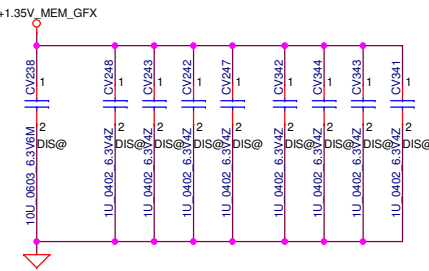 +1.35V_MEM_GFX
CV238
1
2
DIS@
10U_0603_6.3V6M
CV248
1
2
DIS@
1U_0402_6.3V4Z
CV243
1
2
DIS@
1U_0402_6.3V4Z
CV242
1
2
DIS@
1U_0402_6.3V4Z
CV247
1
2
DIS@
1U_0402_6.3V4Z
CV342
1
2
DIS@
1U_0402_6.3V4Z
CV344
1
2
DIS@
1U_0402_6.3V4Z
CV343
1
2
DIS@
1U_0402_6.3V4Z
CV341
1
2
DIS@
1U_0402_6.3V4Z